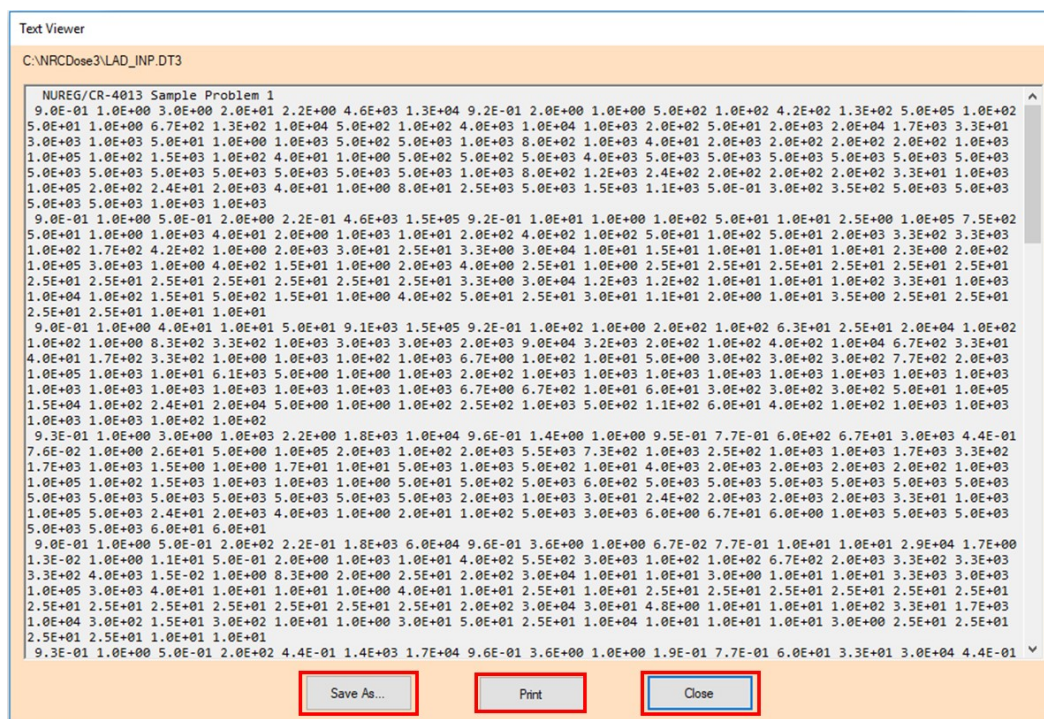 Text Viewer
C:\NRCDose3\LAD_INP.DT3
NUREG/CR-4013 Sample Problem 1
9.0E-01 1.0E+00 3.0E+00 2.0E+01 2.2E+00 4.6E+03 1.3E+04 9.2E-01 2.0E+00 1.0E+00 5.0E+02 1.0E+02 4.2E+02 1.3E+02 5.0E+05 1.0E+02
5.0E+01 1.0E+00 6.7E+02 1.3E+02 1.0E+04 5.0E+02 1.0E+02 4.0E+03 1.0E+04 1.0E+03 2.0E+02 5.0E+01 2.0E+03 2.0E+04 1.7E+03 3.3E+01
3.0E+03 1.0E+03 5.0E+01 1.0E+00 1.0E+03 5.0E+02 5.0E+03 1.0E+03 8.0E+02 1.0E+03 4.0E+01 2.0E+03 2.0E+02 2.0E+02 2.0E+02 1.0E+03
1.0E+05 1.0E+02 1.5E+03 1.0E+02 4.0E+01 1.0E+00 5.0E+02 5.0E+02 5.0E+03 4.0E+03 5.0E+03 5.0E+03 5.0E+03 5.0E+03 5.0E+03 5.0E+03
5.0E+03 5.0E+03 5.0E+03 5.0E+03 5.0E+03 5.0E+03 5.0E+03 1.0E+03 8.0E+02 1.2E+03 2.4E+02 2.0E+02 2.0E+02 2.0E+02 3.3E+01 1.0E+03
1.0E+05 2.0E+02 2.4E+01 2.0E+03 4.0E+01 1.0E+00 8.0E+01 2.5E+03 5.0E+03 1.5E+03 1.1E+03 5.0E-01 3.0E+02 3.5E+02 5.0E+03 5.0E+03
5.0E+03 5.0E+03 1.0E+03 1.0E+03
9.0E-01 1.0E+00 5.0E-01 2.0E+00 2.2E-01 4.6E+03 1.5E+05 9.2E-01 1.0E+01 1.0E+00 1.0E+02 5.0E+01 1.0E+01 2.5E+00 1.0E+05 7.5E+02
5.0E+01 1.0E+00 1.0E+03 4.0E+01 2.0E+00 1.0E+03 1.0E+01 2.0E+02 4.0E+02 1.0E+02 5.0E+01 1.0E+02 5.0E+01 2.0E+03 3.3E+02 3.3E+03
1.0E+02 1.7E+02 4.2E+02 1.0E+00 2.0E+03 3.0E+01 2.5E+01 3.3E+00 3.0E+04 1.0E+01 1.5E+01 1.0E+01 1.0E+01 1.0E+01 2.3E+00 2.0E+02
1.0E+05 3.0E+03 1.0E+00 4.0E+02 1.5E+01 1.0E+00 2.0E+03 4.0E+00 2.5E+01 1.0E+00 2.5E+01 2.5E+01 2.5E+01 2.5E+01 2.5E+01 2.5E+01
2.5E+01 2.5E+01 2.5E+01 2.5E+01 2.5E+01 2.5E+01 2.5E+01 3.3E+00 3.0E+04 1.2E+03 1.2E+02 1.0E+01 1.0E+01 1.0E+02 3.3E+01 1.0E+03
1.0E+04 1.0E+02 1.5E+01 5.0E+02 1.5E+01 1.0E+00 4.0E+02 5.0E+01 2.5E+01 3.0E+01 1.1E+01 2.0E+00 1.0E+01 3.5E+00 2.5E+01 2.5E+01
2.5E+01 2.5E+01 1.0E+01 1.0E+01
9.0E-01 1.0E+00 4.0E+01 1.0E+01 5.0E+01 9.1E+03 1.5E+05 9.2E-01 1.0E+02 1.0E+00 2.0E+02 1.0E+02 6.3E+01 2.5E+01 2.0E+04 1.0E+02
1.0E+02 1.0E+00 8.3E+02 3.3E+02 1.0E+03 3.0E+03 3.0E+03 2.0E+03 9.0E+04 3.2E+03 2.0E+02 1.0E+02 4.0E+02 1.0E+04 6.7E+02 3.3E+01
4.0E+01 1.7E+02 3.3E+02 1.0E+00 1.0E+03 1.0E+02 1.0E+03 6.7E+00 1.0E+02 1.0E+01 5.0E+00 3.0E+02 3.0E+02 3.0E+02 7.7E+02 2.0E+03
1.0E+05 1.0E+03 1.0E+01 6.1E+03 5.0E+00 1.0E+00 1.0E+03 2.0E+02 1.0E+03 1.0E+03 1.0E+03 1.0E+03 1.0E+03 1.0E+03 1.0E+03 1.0E+03
1.0E+03 1.0E+03 1.0E+03 1.0E+03 1.0E+03 1.0E+03 1.0E+03 6.7E+00 6.7E+02 1.0E+01 6.0E+01 3.0E+02 3.0E+02 3.0E+02 5.0E+01 1.0E+05
1.5E+04 1.0E+02 2.4E+01 2.0E+04 5.0E+00 1.0E+00 1.0E+02 2.5E+02 1.0E+03 5.0E+02 1.1E+02 6.0E+01 4.0E+02 1.0E+02 1.0E+03 1.0E+03
1.0E+03 1.0E+03 1.0E+02 1.0E+02
9.3E-01 1.0E+00 3.0E+00 1.0E+03 2.2E+00 1.8E+03 1.0E+04 9.6E-01 1.4E+00 1.0E+00 9.5E-01 7.7E-01 6.0E+02 6.7E+01 3.0E+03 4.4E-01
7.6E-02 1.0E+00 2.6E+01 5.0E+00 1.0E+05 2.0E+03 1.0E+02 2.0E+03 5.5E+03 7.3E+02 1.0E+03 2.5E+02 1.0E+03 1.0E+03 1.7E+03 3.3E+02
1.7E+03 1.0E+03 1.5E+00 1.0E+00 1.7E+01 1.0E+01 5.0E+03 1.0E+03 5.0E+02 1.0E+01 4.0E+03 2.0E+03 2.0E+03 2.0E+03 2.0E+02 1.0E+03
1.0E+05 1.0E+02 1.5E+03 1.0E+03 1.0E+03 1.0E+00 5.0E+01 5.0E+02 5.0E+03 6.0E+02 5.0E+03 5.0E+03 5.0E+03 5.0E+03 5.0E+03 5.0E+03
5.0E+03 5.0E+03 5.0E+03 5.0E+03 5.0E+03 5.0E+03 5.0E+03 2.0E+03 1.0E+03 3.0E+01 2.4E+02 2.0E+03 2.0E+03 2.0E+03 3.3E+01 1.0E+03
1.0E+05 5.0E+03 2.4E+01 2.0E+03 4.0E+03 1.0E+00 2.0E+01 1.0E+02 5.0E+03 3.0E+03 6.0E+00 6.7E+01 6.0E+00 1.0E+03 5.0E+03 5.0E+03
5.0E+03 5.0E+03 6.0E+01 6.0E+01
9.0E-01 1.0E+00 5.0E-01 2.0E+02 2.2E-01 1.8E+03 6.0E+04 9.6E-01 3.6E+00 1.0E+00 6.7E-02 7.7E-01 1.0E+01 1.0E+01 2.9E+04 1.7E+00
1.3E-02 1.0E+00 1.1E+01 5.0E-01 2.0E+00 1.0E+03 1.0E+01 4.0E+02 5.5E+02 3.0E+03 1.0E+02 1.0E+02 6.7E+02 2.0E+03 3.3E+02 3.3E+03
3.3E+02 4.0E+03 1.5E-02 1.0E+00 8.3E+00 2.0E+00 2.5E+01 2.0E+02 3.0E+04 1.0E+01 1.0E+01 3.0E+00 1.0E+01 1.0E+01 3.3E+03 3.0E+03
1.0E+05 3.0E+03 4.0E+01 1.0E+01 1.0E+01 1.0E+00 4.0E+01 1.0E+01 2.5E+01 1.0E+01 2.5E+01 2.5E+01 2.5E+01 2.5E+01 2.5E+01 2.5E+01
2.5E+01 2.5E+01 2.5E+01 2.5E+01 2.5E+01 2.5E+01 2.5E+01 2.0E+02 3.0E+04 3.0E+01 4.8E+00 1.0E+01 1.0E+01 1.0E+02 3.3E+01 1.7E+03
1.0E+04 3.0E+02 1.5E+01 3.0E+02 1.0E+01 1.0E+00 3.0E+01 5.0E+01 2.5E+01 1.0E+04 1.0E+01 1.0E+01 1.0E+01 3.0E+00 2.5E+01 2.5E+01
2.5E+01 2.5E+01 1.0E+01 1.0E+01
9.3E-01 1.0E+00 5.0E-01 2.0E+02 4.4E-01 1.4E+03 1.7E+04 9.6E-01 3.6E+00 1.0E+00 1.9E-01 7.7E-01 6.0E+01 3.3E+01 3.0E+04 4.4E-01
Save As... Print Close